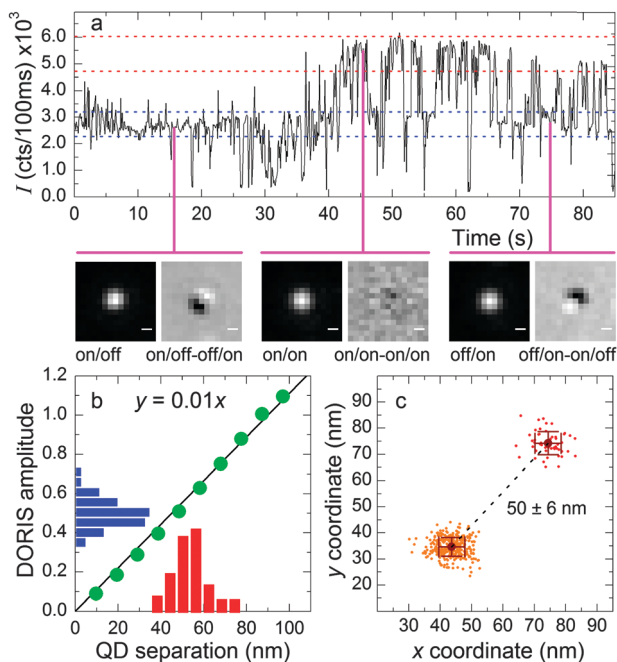 a
I (cts/100ms) x10³
6.0
5.0
4.0
3.0
2.0
1.0
0.0
0 10 20 30 40 50 60 70 80
Time (s)
on/off on/off-off/on on/on on/on-on/on off/on off/on-on/off
b
y = 0.01x
DORIS amplitude
1.2
1.0
0.8
0.6
0.4
0.2
0.0
0 20 40 60 80 100
QD separation (nm)
c
y coordinate (nm)
90
80
70
60
50
40
30
20
50 ± 6 nm
30 40 50 60 70 80 90
x coordinate (nm)